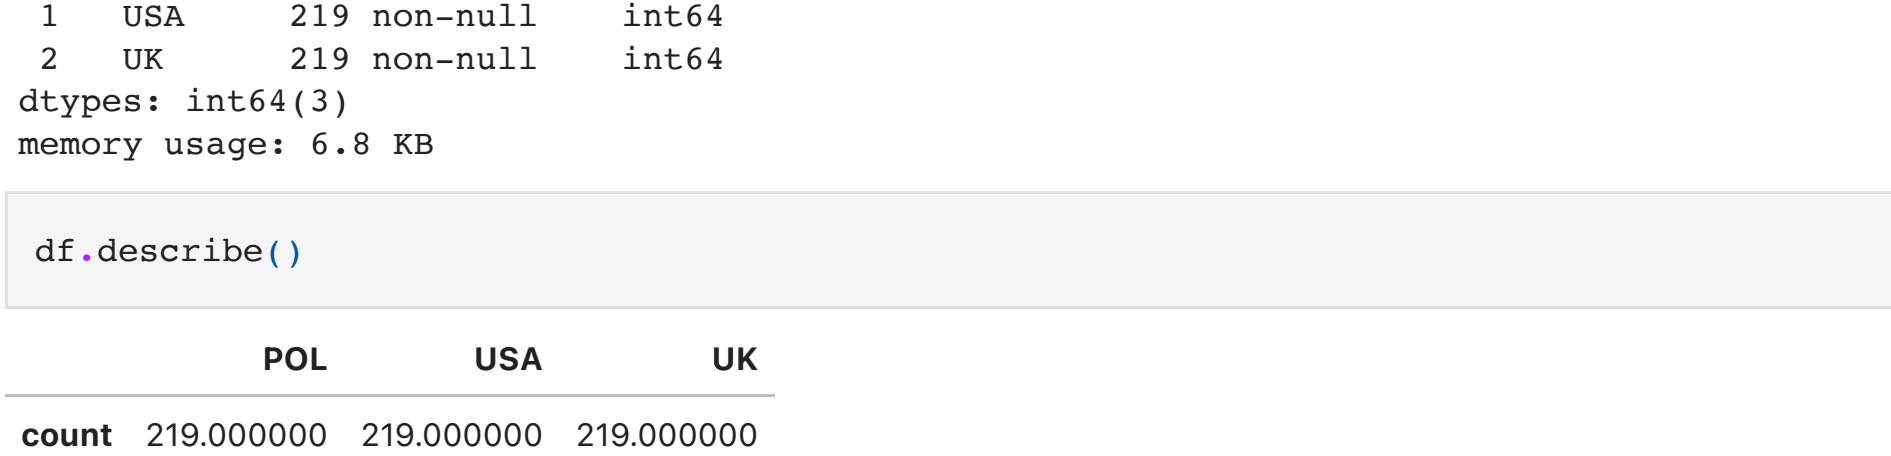 1 USA 219 non-null int64
2 UK 219 non-null int64
dtypes: int64(3)
memory usage: 6.8 KB
df.describe()
POL USA UK
count 219.000000 219.000000 219.000000